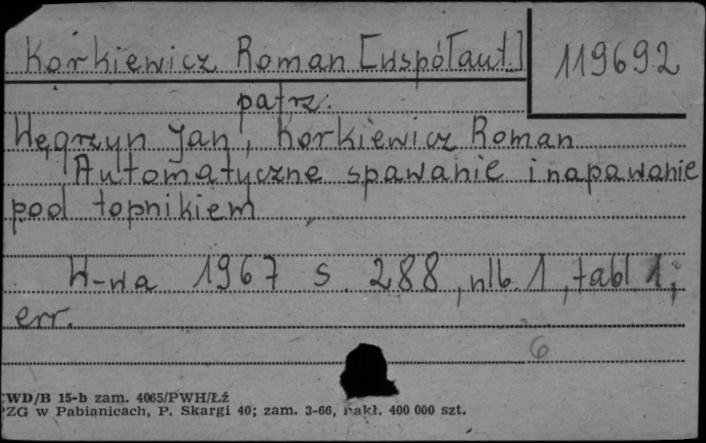 Korkiewicz Roman [współaut.]
119692
patrz.
Węgrzyn Jan, Korkiewicz Roman
Automatyczne spawanie i napawanie
pod topnikiem
W-wa 1967 s. 288, nlb. 1, tabl 1,
err.
6
WD/B 15-b zam. 4065/PWH/Łź
ZG w Pabianicach, P. Skargi 40; zam. 3-66, nakł. 400 000 szt.